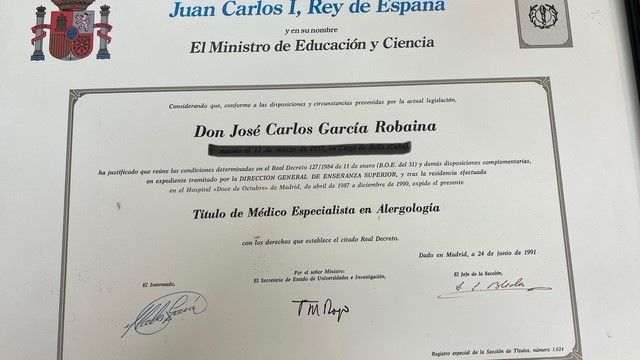 Juan Carlos I, Rey de España
y en su nombre
El Ministro de Educación y Ciencia
Considerando que, conforme a las disposiciones y circunstancias prevenidas por la actual legislación,
Don José Carlos García Robaina
ha justificado que reúne las condiciones determinadas en el Real Decreto 127/1984 de 11 de enero (B.O.E. del 31) y demás disposiciones complementarias,
en expediente tramitado por la DIRECCION GENERAL DE ENSEÑANZA SUPERIOR, y tras la residencia efectuada
en el Hospital «Doce de Octubre» de Madrid, de abril de 1987 a diciembre de 1990, expide el presente
Título de Médico Especialista en Alergología
con los derechos que establece el citado Real Decreto.
Dado en Madrid, a 24 de junio de 1991
El Interesado,
Por el señor Ministro:
El Secretario de Estado de Universidades e Investigación,
El Jefe de la Sección,
Registro especial de la Sección de Títulos, número 1.624